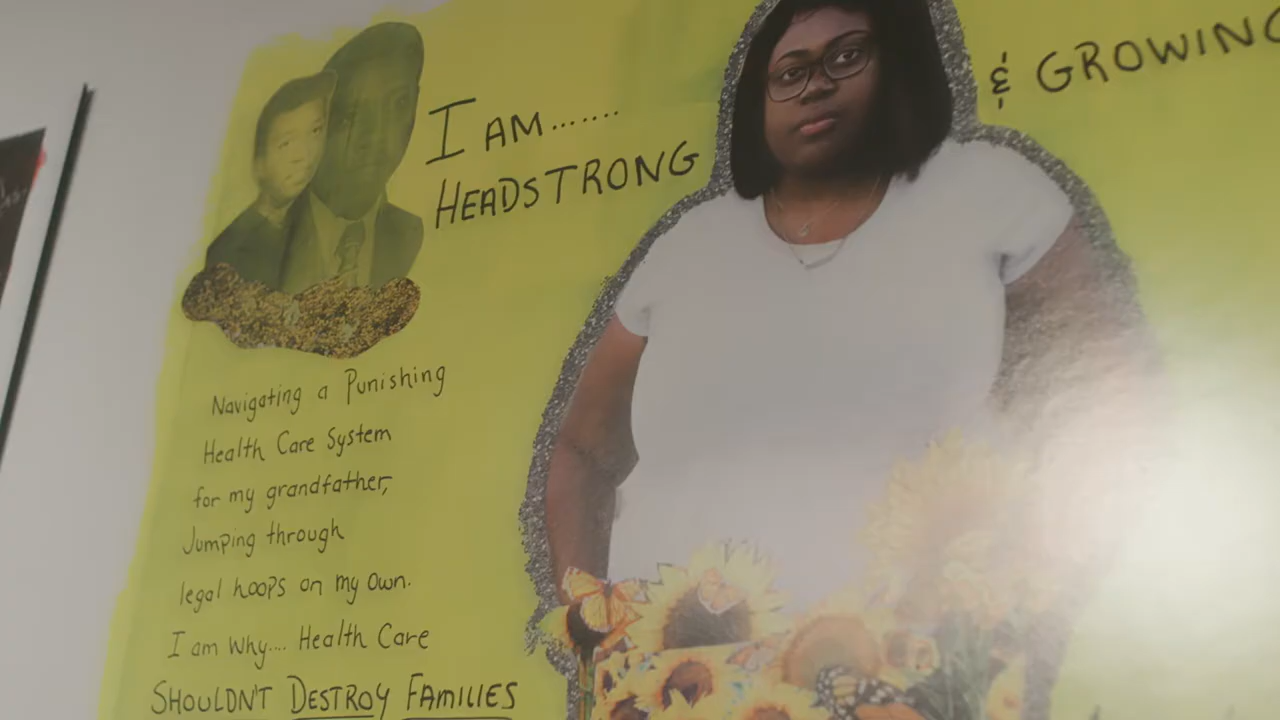 I AM.......
HEADSTRONG
& GROWING
Navigating a Punishing
Health Care System
for my grandfather,
Jumping through
legal hoops on my own.
I am Why.... Health Care
SHOULDN'T DESTROY FAMILIES